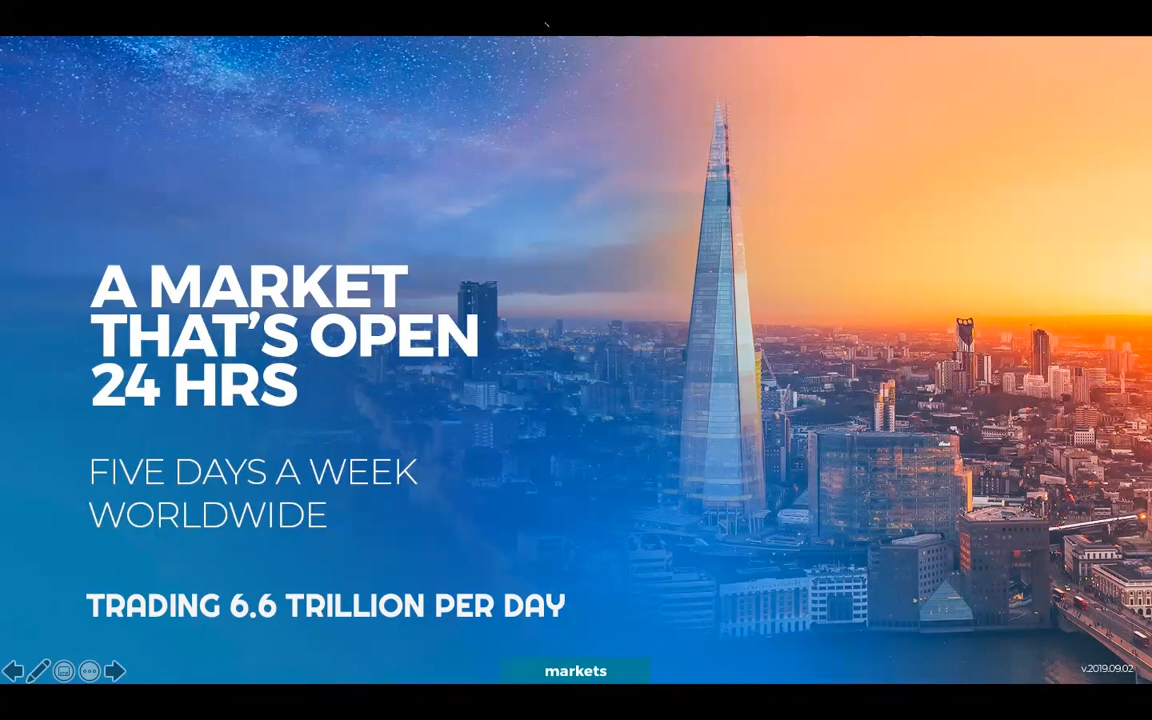 A MARKET
THAT'S OPEN
24 HRS
FIVE DAYS A WEEK
WORLDWIDE
TRADING 6.6 TRILLION PER DAY
markets
v.2019.09.02